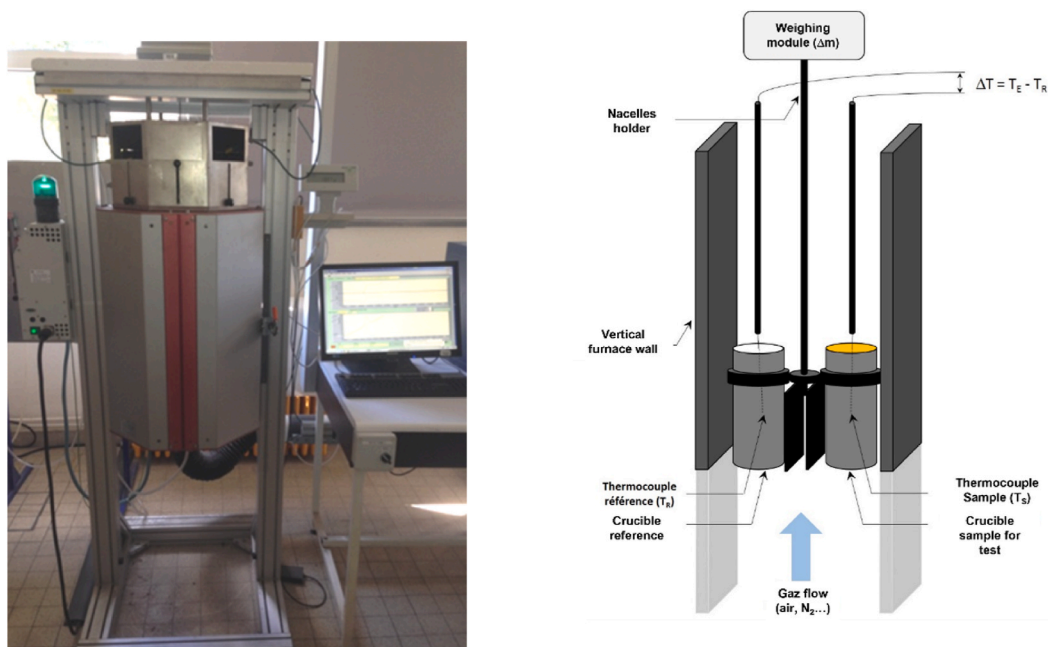 Weighing
module (Δm)
ΔT = T_E - T_R
Nacelles
holder
Vertical
furnace wall
Thermocouple
référence (T_R)
Crucible
reference
Thermocouple
Sample (T_S)
Crucible
sample for
test
Gaz flow
(air, N_2...)